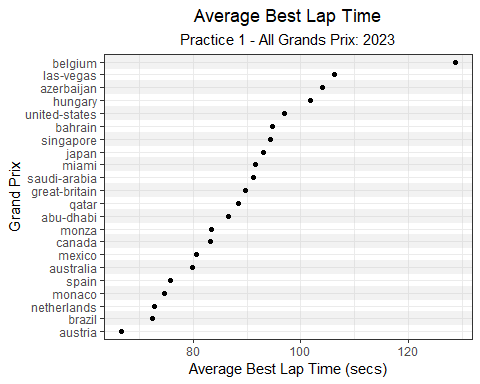 Average Best Lap Time
Practice 1 - All Grands Prix: 2023
Grand Prix
belgium
las-vegas
azerbaijan
hungary
united-states
bahrain
singapore
japan
miami
saudi-arabia
great-britain
qatar
abu-dhabi
monza
canada
mexico
australia
spain
monaco
netherlands
brazil
austria
80 100 120
Average Best Lap Time (secs)